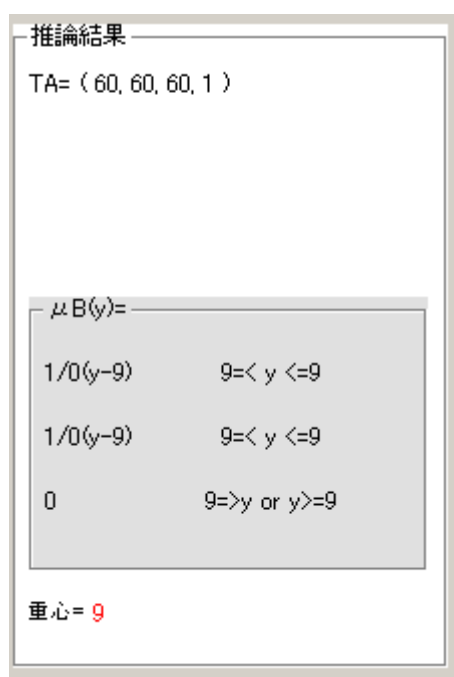 推論結果
TA= ( 60, 60, 60, 1 )
μB(y)=
1/0(y-9) 9=< y <=9
1/0(y-9) 9=< y <=9
0 9=>y or y>=9
重心= 9